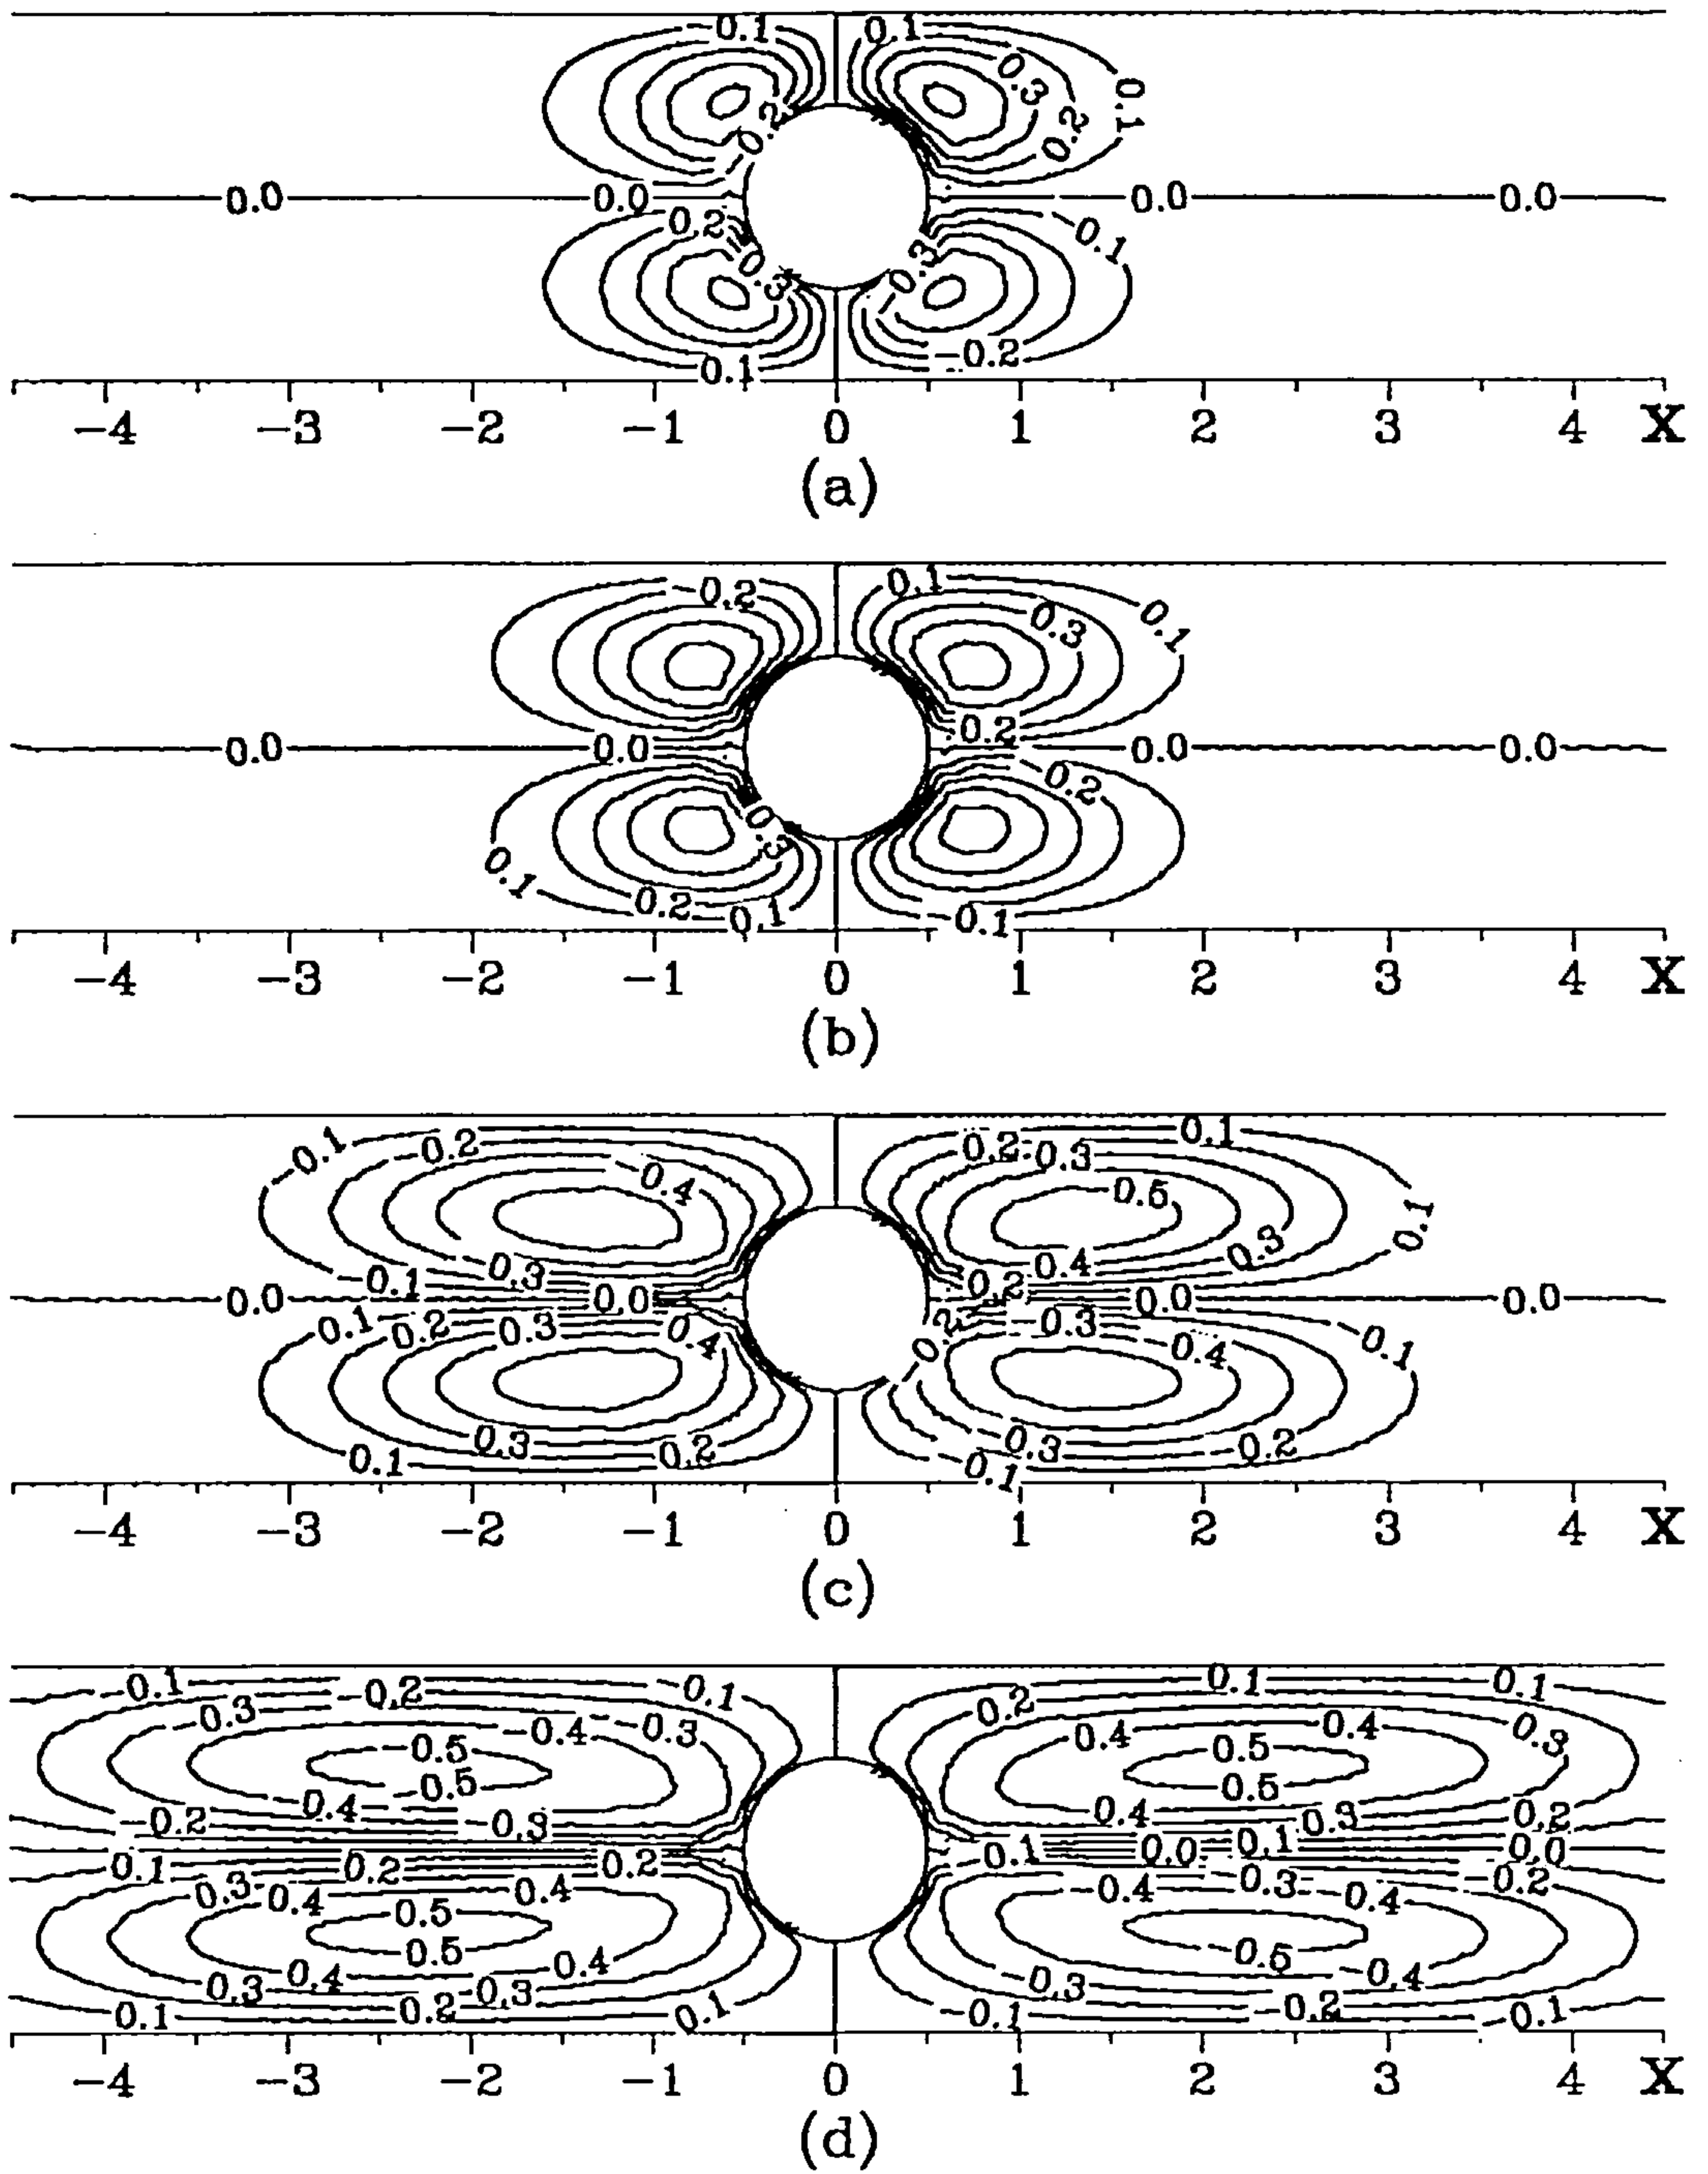 0.1 0.1
0.3 0.1
0.2 0.2
0.0 0.0 0.0 0.0
0.2 0.1
0.3 0.3
0.1 0.2
−4 −3 −2 −1 0 1 2 3 4 X
(a)
0.2 0.1
0.3 0.1
0.2
0.0 0.0 0.0 0.0
0.2
0.3
0.1
0.2 0.1 0.1
−4 −3 −2 −1 0 1 2 3 4 X
(b)
0.1 0.2 0.2 0.3 0.1
0.4 0.5 0.1
0.3 0.4 0.3
0.1 0.2
0.0 0.0 0.0 0.0
0.1 0.2 0.3 0.4 0.2 0.3 0.4 0.1
0.3 0.2 0.3 0.2
0.1 0.1
−4 −3 −2 −1 0 1 2 3 4 X
(c)
0.1 0.2 0.1 0.2 0.1 0.1
0.3 0.4 0.3 0.4 0.4 0.3
0.5 0.5
0.5 0.5
0.4 0.4
0.2 0.3 0.3 0.2
0.1 0.0 0.1 0.0
0.1 0.2 0.2 0.2
0.3 0.4 0.4 0.4 0.3 0.4
0.5
0.5 0.5
0.4 0.4 0.4
0.3 0.3 0.3
0.1 0.2 0.1 0.1 0.2 0.1
−4 −3 −2 −1 0 1 2 3 4 X
(d)